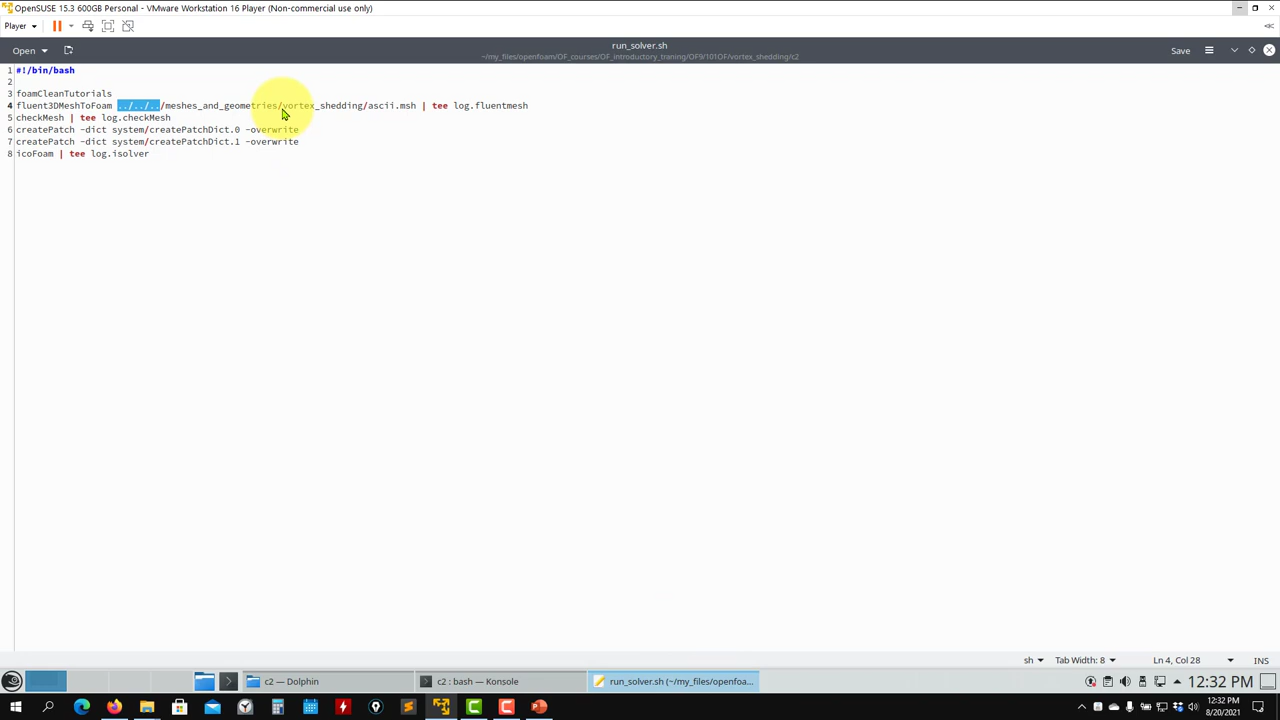 OpenSUSE 15.3 600GB Personal - VMware Workstation 16 Player (Non-commercial use only)
Player
Open
run_solver.sh
~/my_files/openfoam/OF_courses/OF_introductory_traning/OF9/101OF/vortex_shedding/c2
Save
1 #!/bin/bash
2
3 foamCleanTutorials
4 fluent3DMeshToFoam ../../../meshes_and_geometries/vortex_shedding/ascii.msh | tee log.fluentmesh
5 checkMesh | tee log.checkMesh
6 createPatch -dict system/createPatchDict.0 -overwrite
7 createPatch -dict system/createPatchDict.1 -overwrite
8 icoFoam | tee log.isolver
sh Tab Width: 8 Ln 4, Col 28 INS
c2 — Dolphin
c2 : bash — Konsole
run_solver.sh (~/my_files/openfoa...
12:32 PM
12:32 PM
8/20/2021